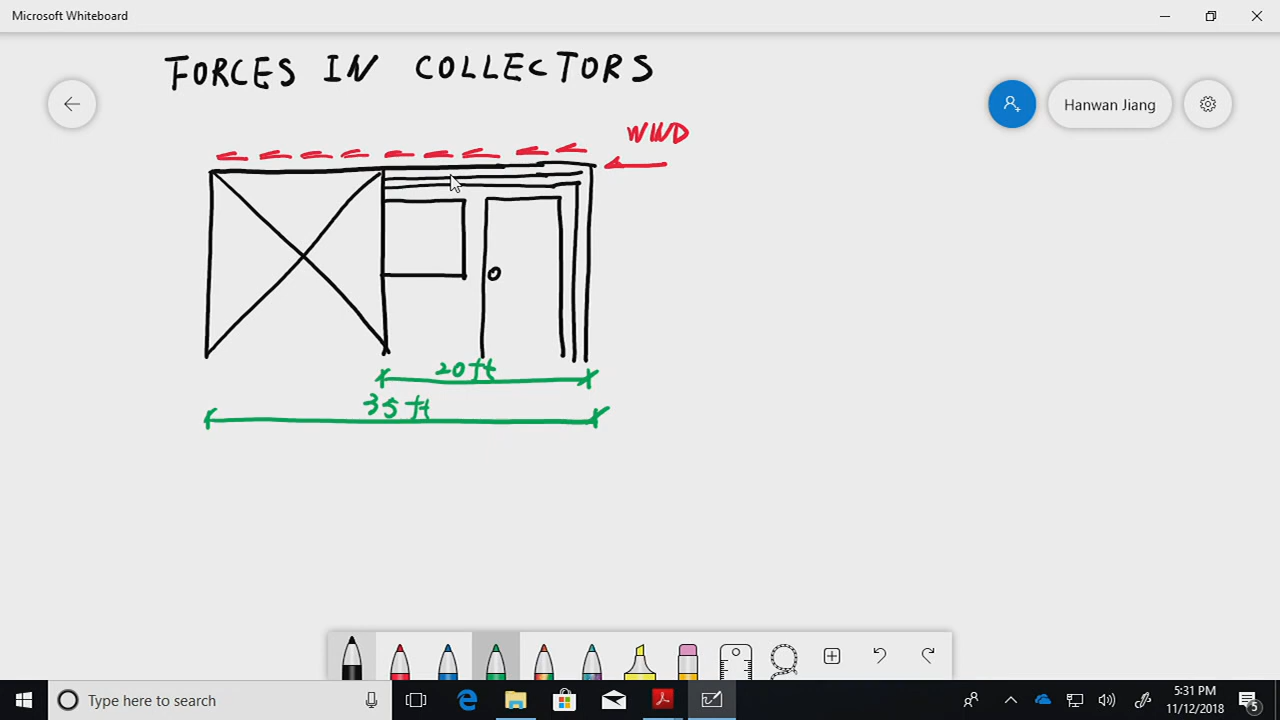 Microsoft Whiteboard
FORCES IN COLLECTORS
Hanwan Jiang
WIND
20 ft
35 ft
Type here to search
5:31 PM
11/12/2018
5